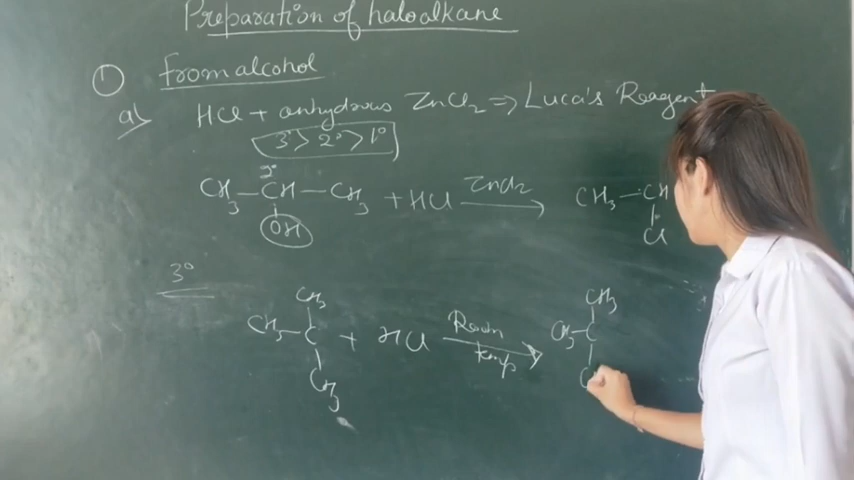 Preparation of haloalkane
① from alcohol
a) HCl + anhydrous ZnCl2 ⇒ Luca's Reagent
3° > 2° > 1°
2°
CH3 — CH — CH3 + HCl ZnCl2 → CH3 — CH
OH Cl
3°
CH3 CH3
CH3 — C + HCl Room temp → CH3 — C
CH3 C